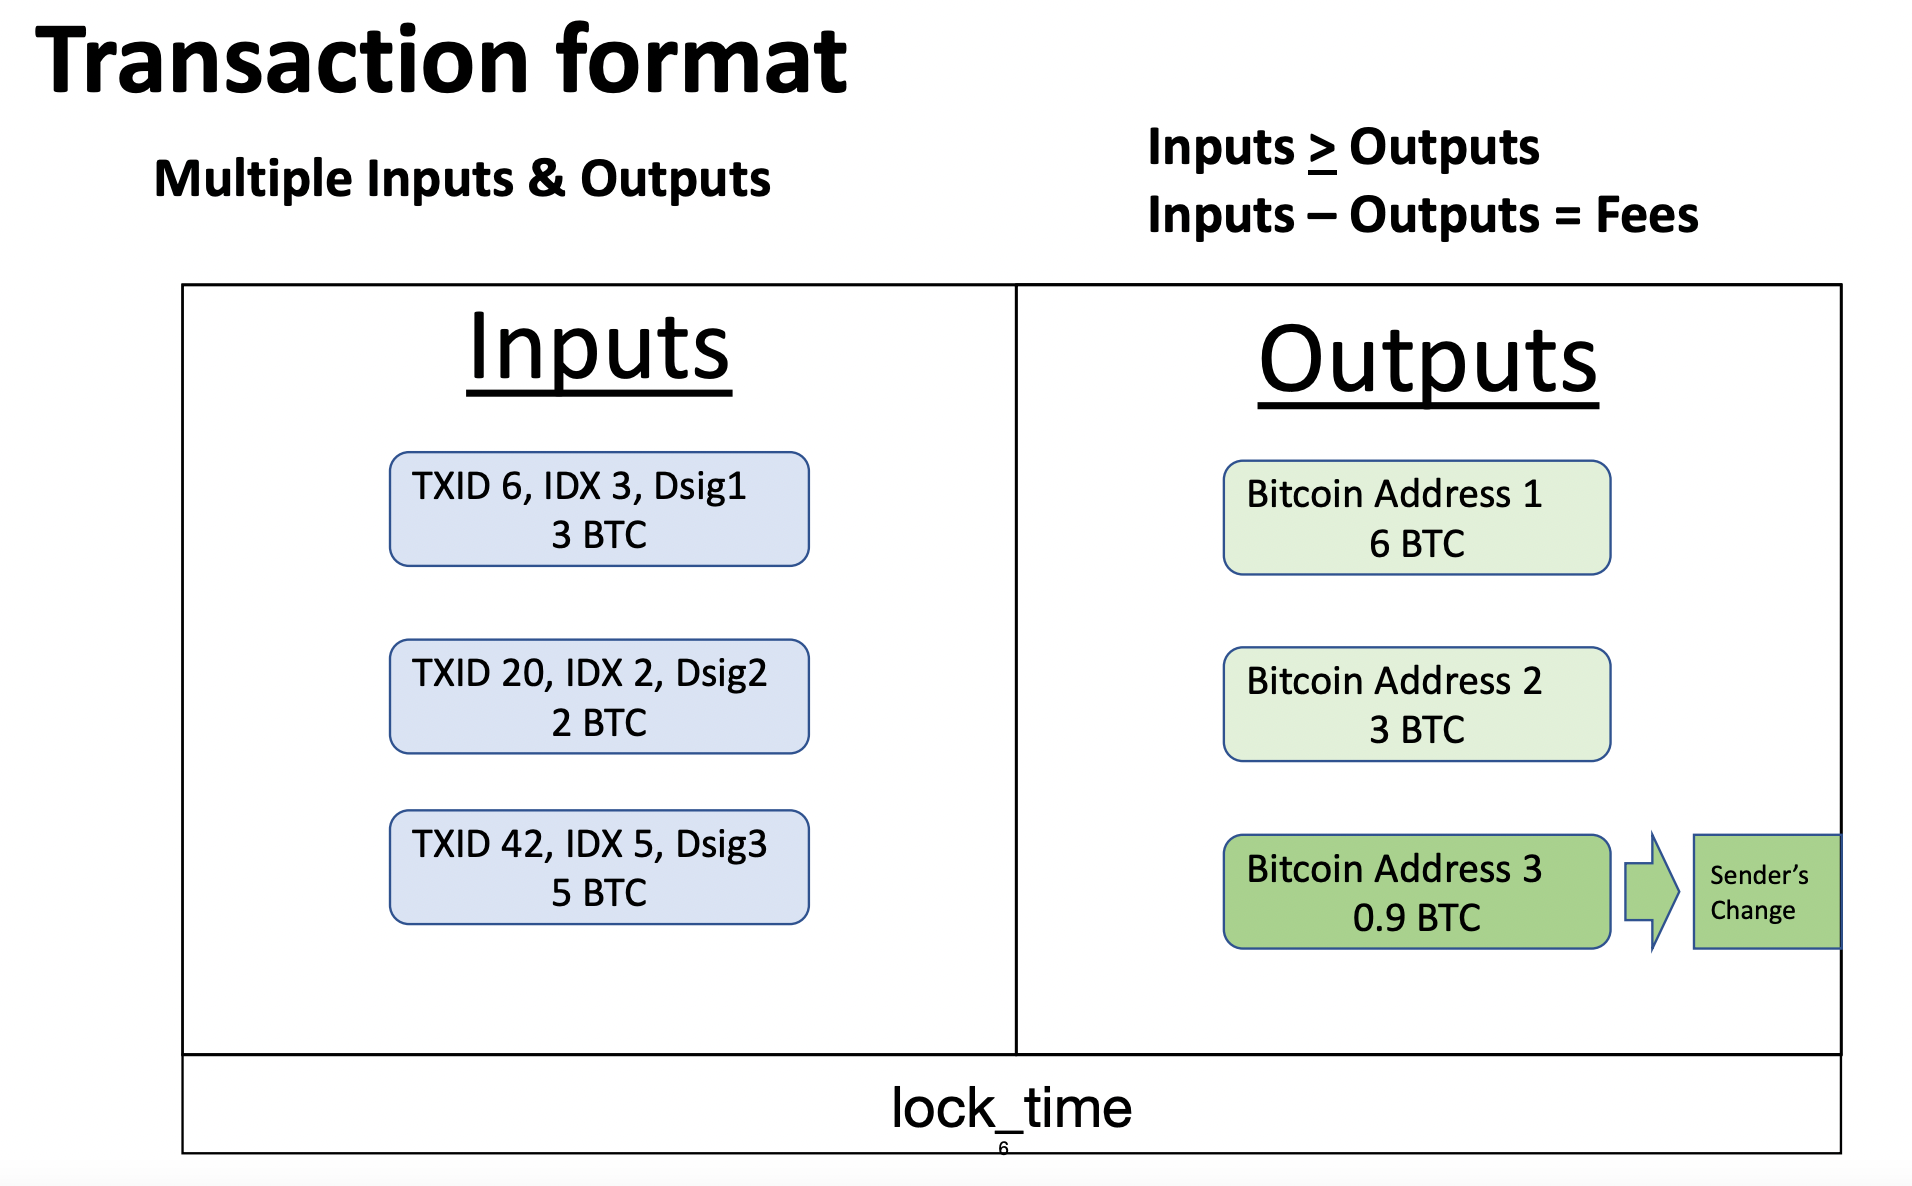 Transaction format
Multiple Inputs & Outputs
Inputs ≥ Outputs
Inputs – Outputs = Fees
Inputs
TXID 6, IDX 3, Dsig1
3 BTC
TXID 20, IDX 2, Dsig2
2 BTC
TXID 42, IDX 5, Dsig3
5 BTC
Outputs
Bitcoin Address 1
6 BTC
Bitcoin Address 2
3 BTC
Bitcoin Address 3
0.9 BTC
Sender’s
Change
lock_time
6